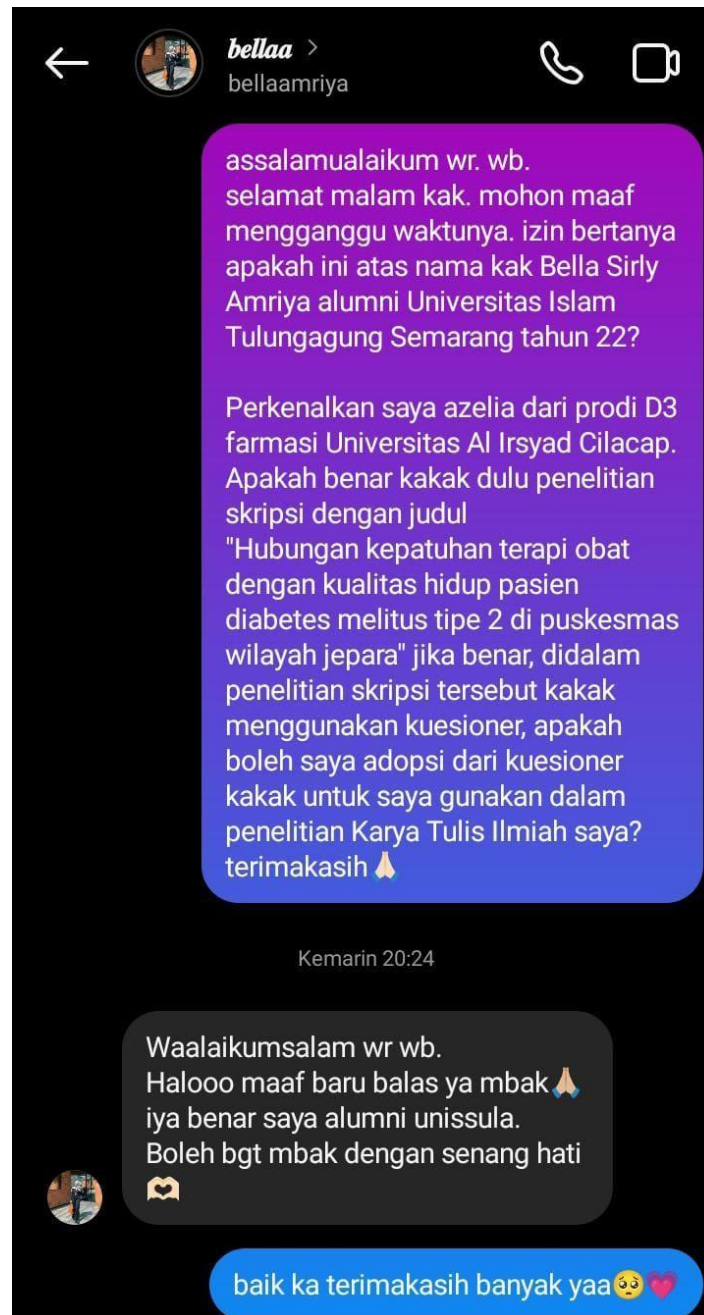 bellaa >
bellaamriya
assalamualaikum wr. wb.
selamat malam kak. mohon maaf
mengganggu waktunya. izin bertanya
apakah ini atas nama kak Bella Sirly
Amriya alumni Universitas Islam
Tulungagung Semarang tahun 22?
Perkenalkan saya azelia dari prodi D3
farmasi Universitas Al Irsyad Cilacap.
Apakah benar kakak dulu penelitian
skripsi dengan judul
"Hubungan kepatuhan terapi obat
dengan kualitas hidup pasien
diabetes melitus tipe 2 di puskesmas
wilayah jepara" jika benar, didalam
penelitian skripsi tersebut kakak
menggunakan kuesioner, apakah
boleh saya adopsi dari kuesioner
kakak untuk saya gunakan dalam
penelitian Karya Tulis Ilmiah saya?
terimakasih🙏🏻
Kemarin 20:24
Waalaikumsalam wr wb.
Halooo maaf baru balas ya mbak🙏🏼
iya benar saya alumni unissula.
Boleh bgt mbak dengan senang hati
🫶🏻
baik ka terimakasih banyak yaa🥺💗